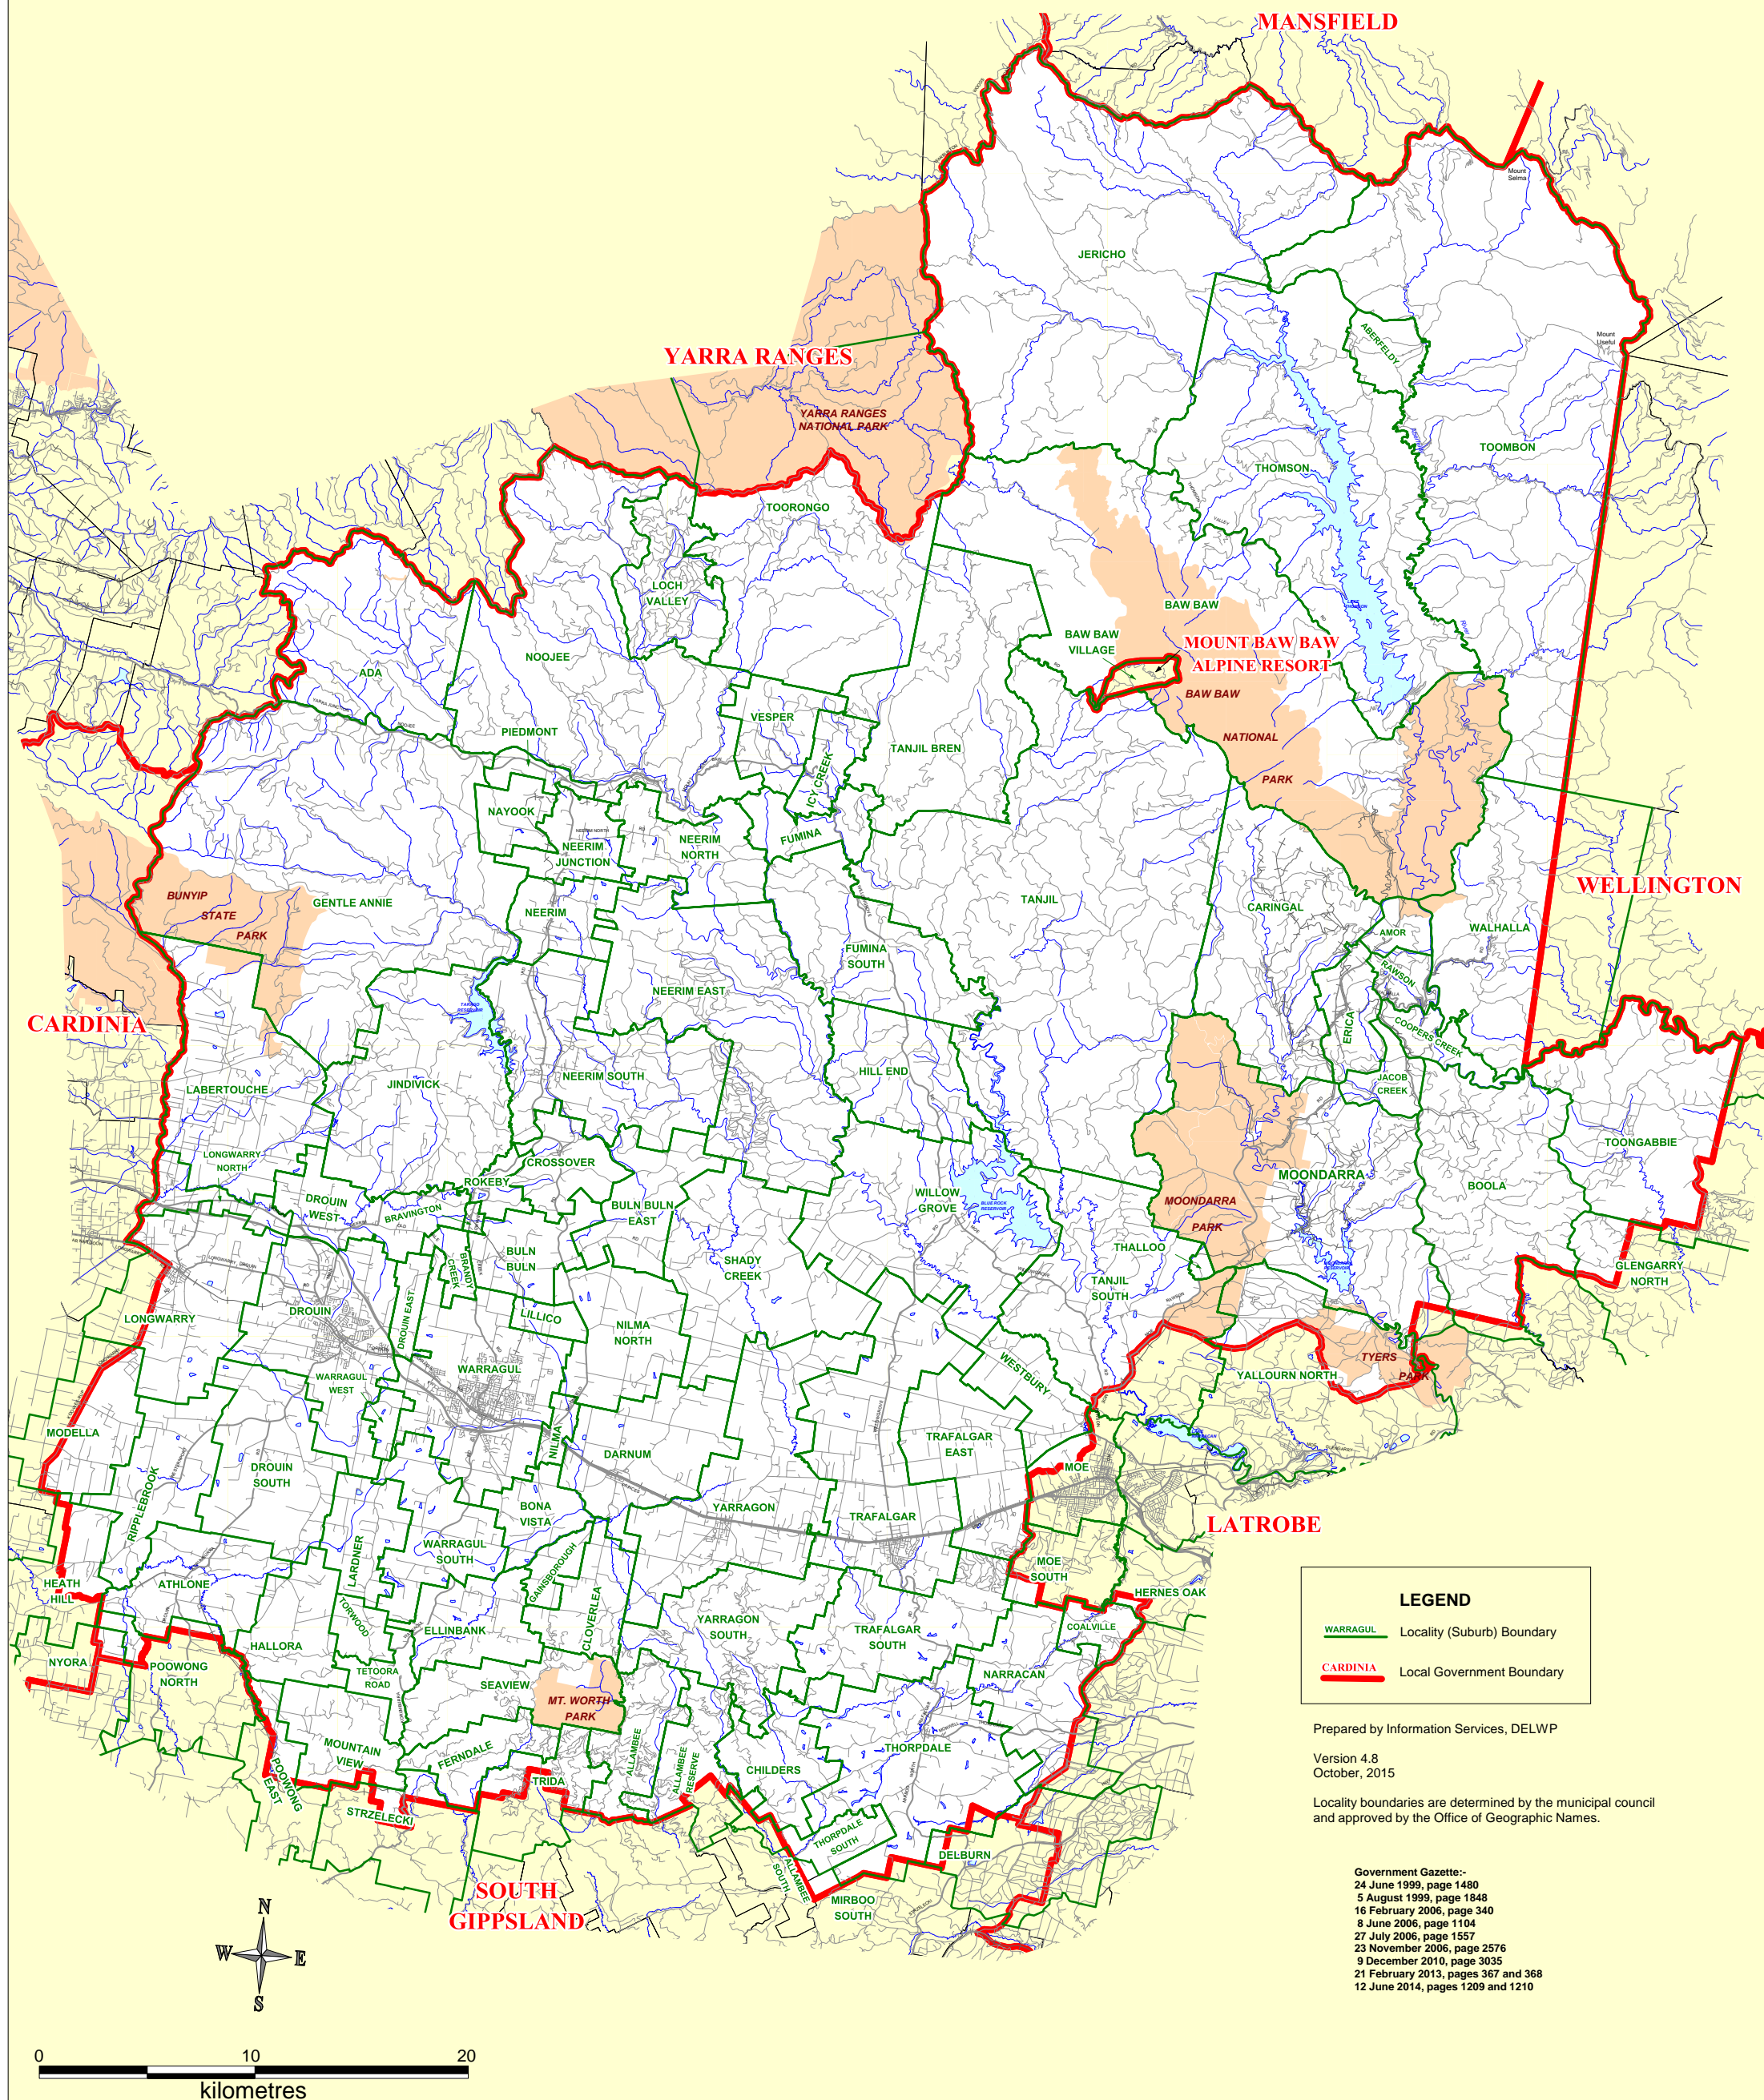 MANSFIELD
Mount
Selma
JERICHO
Mount
Useful
ABERFELDY
YARRA RANGES
YARRA RANGES
NATIONAL PARK
TOOMBON
THOMSON
TOORONGO
LOCH
VALLEY
BAW BAW
BAW BAW
VILLAGE
MOUNT BAW BAW
ALPINE RESORT
NOOJEE
ADA
BAW BAW
NATIONAL
PARK
VESPER
PIEDMONT
TANJIL BREN
ICY CREEK
NAYOOK
NEERIM NORTH
NEERIM
JUNCTION
NEERIM
NORTH
FUMINA
WELLINGTON
BUNYIP
STATE
PARK
GENTLE ANNIE
NEERIM
TANJIL
CARINGAL
AMOR
WALHALLA
FUMINA
SOUTH
RAWSON
NEERIM EAST
TARAGO
RESERVOIR
CARDINIA
ERICA
COOPERS CREEK
LABERTOUCHE
JINDIVICK
NEERIM SOUTH
HILL END
JACOB
CREEK
TOONGABBIE
LONGWARRY
NORTH
CROSSOVER
ROKEBY
MOONDARRA
BOOLA
DROUIN
WEST
BRAVINGTON
BULN BULN
EAST
WILLOW
GROVE
BLUE ROCK
RESERVOIR
MOONDARRA
PARK
BULN
BULN
BRANDY
CREEK
SHADY
CREEK
THALLOO
MOONDARRA
RESERVOIR
GLENGARRY
NORTH
TANJIL
SOUTH
LONGWARRY
DROUIN
DROUIN EAST
LILLICO
NILMA
NORTH
WARRAGUL
WARRAGUL
WEST
WESTBURY
TYERS
PARK
YALLOURN NORTH
MODELLA
DROUIN
SOUTH
NILMA
DARNUM
TRAFALGAR
EAST
MOE
RIPPLEBROOK
BONA
VISTA
YARRAGON
TRAFALGAR
LATROBE
LARDNER
WARRAGUL
SOUTH
GAINSBOROUGH
MOE
SOUTH
HEATH
HILL
ATHLONE
HERNES OAK
TORWOOD
ELLINBANK
CLOVERLEA
YARRAGON
SOUTH
TRAFALGAR
SOUTH
COALVILLE
HALLORA
NYORA
POOWONG
NORTH
TETOORA
ROAD
SEAVIEW
NARRACAN
MT. WORTH
PARK
MOUNTAIN
VIEW
FERNDALE
ALLAMBEE
ALLAMBEE
RESERVE
CHILDERS
THORPDALE
POOWONG
EAST
TRIDA
STRZELECKI
THORPDALE
SOUTH
DELBURN
ALLAMBEE
SOUTH
MIRBOO
SOUTH
SOUTH
GIPPSLAND
LEGEND
WARRAGUL
Locality (Suburb) Boundary
CARDINIA
Local Government Boundary
Prepared by Information Services, DELWP
Version 4.8
October, 2015
Locality boundaries are determined by the municipal council
and approved by the Office of Geographic Names.
Government Gazette:-
24 June 1999, page 1480
5 August 1999, page 1848
16 February 2006, page 340
8 June 2006, page 1104
27 July 2006, page 1557
23 November 2006, page 2576
9 December 2010, page 3035
21 February 2013, pages 367 and 368
12 June 2014, pages 1209 and 1210
N
W
E
S
0 10 20
kilometres